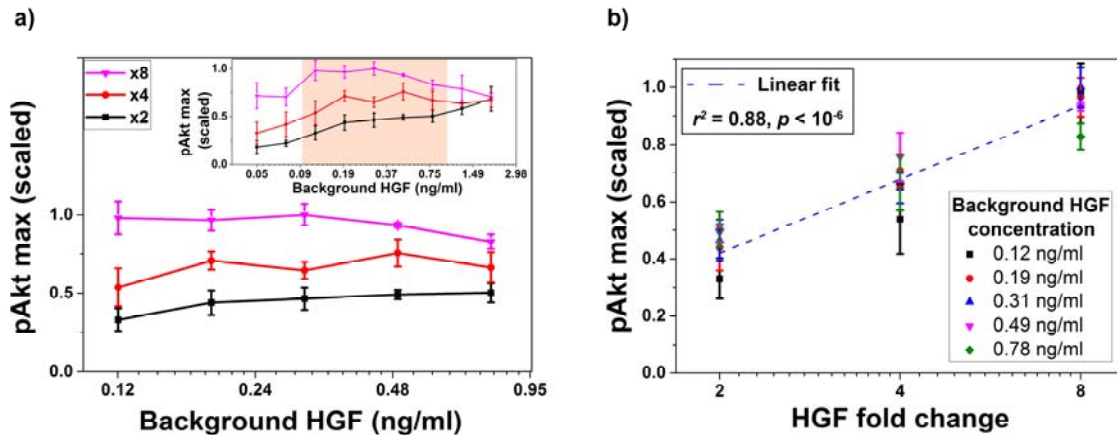 a)
x8
x4
x2
pAkt max (scaled)
1.0
0.5
0.0
0.12
0.24
0.48
0.95
Background HGF (ng/ml)
pAkt max
(scaled)
1.0
0.5
0.0
0.05
0.09
0.19
0.37
0.75
1.49
2.98
Background HGF (ng/ml)
b)
pAkt max (scaled)
1.0
0.8
0.6
0.4
0.2
0.0
Linear fit
r² = 0.88, p < 10⁻⁶
Background HGF
concentration
0.12 ng/ml
0.19 ng/ml
0.31 ng/ml
0.49 ng/ml
0.78 ng/ml
2
4
8
HGF fold change